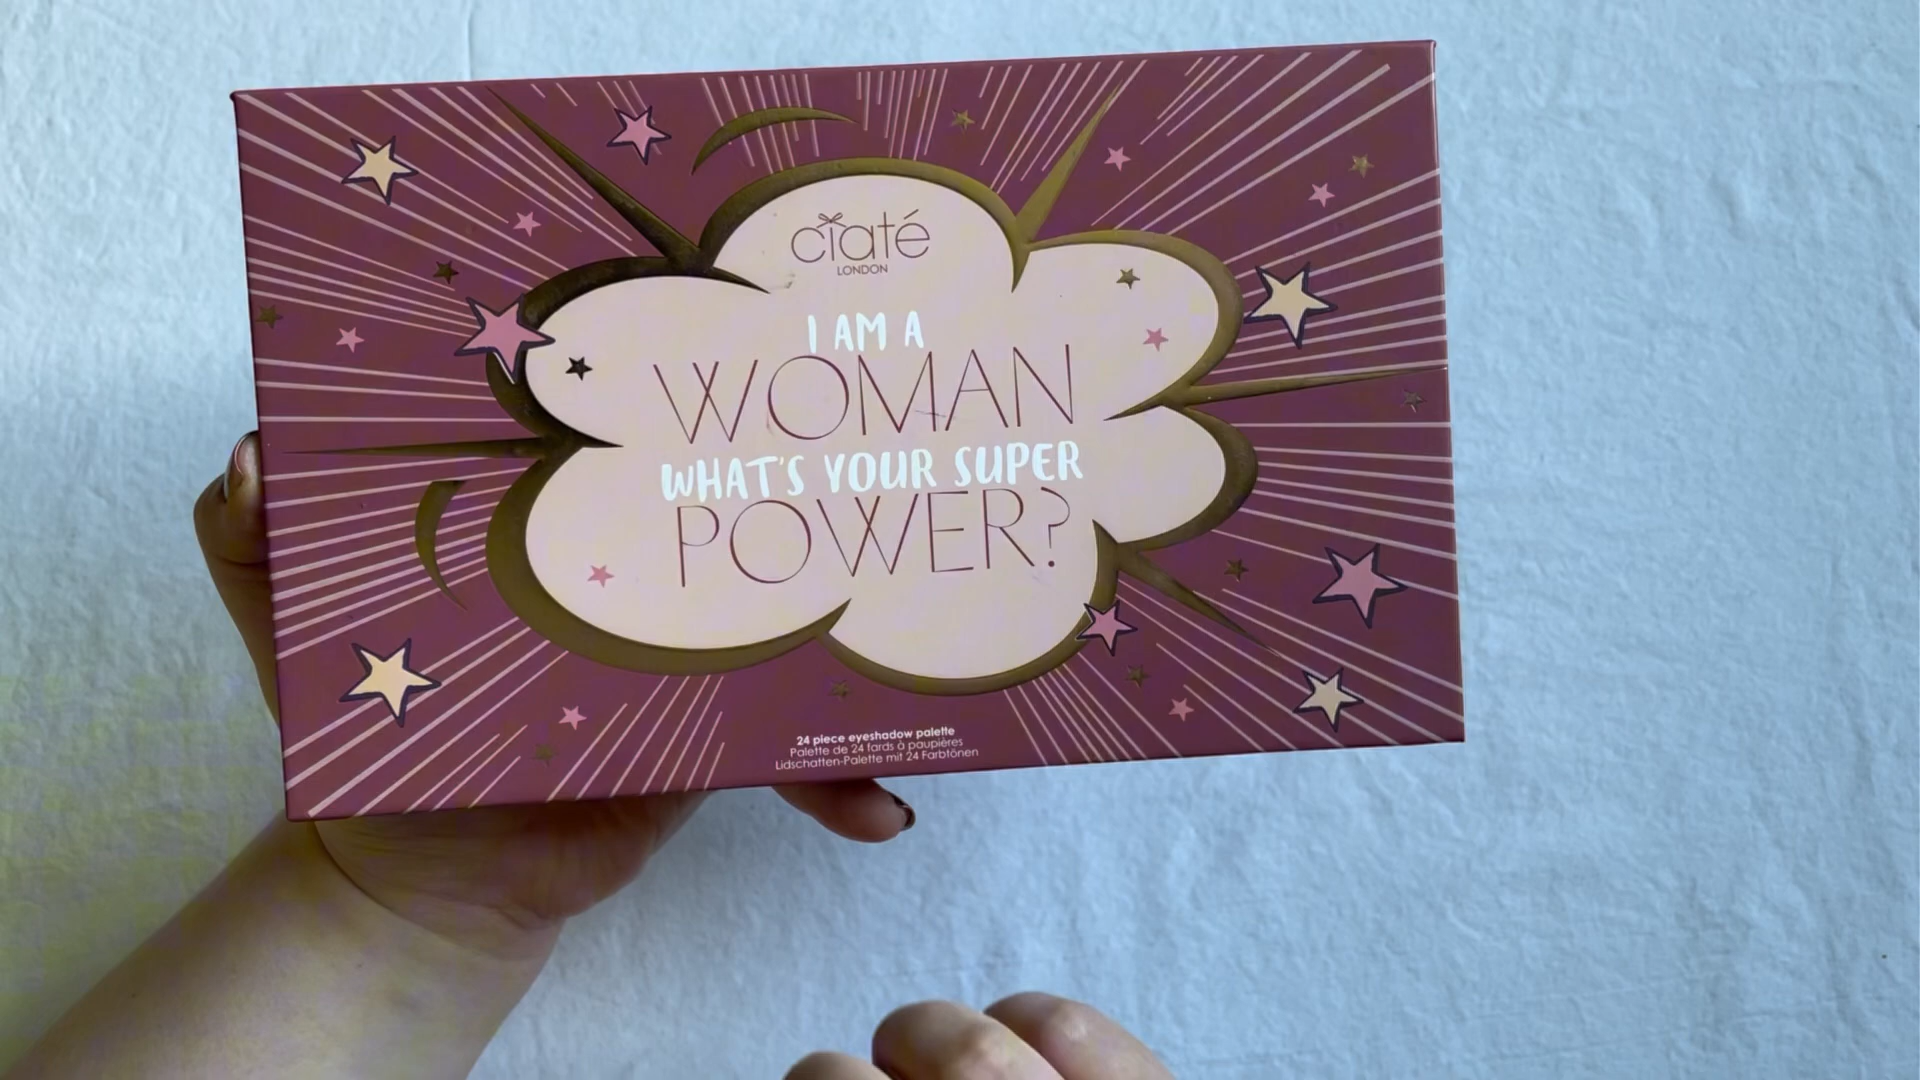 ciaté
LONDON
I AM A
WOMAN
WHAT'S YOUR SUPER
POWER?
24 piece eyeshadow palette
Palette de 24 fards à paupières
Lidschatten-Palette mit 24 Farbtönen